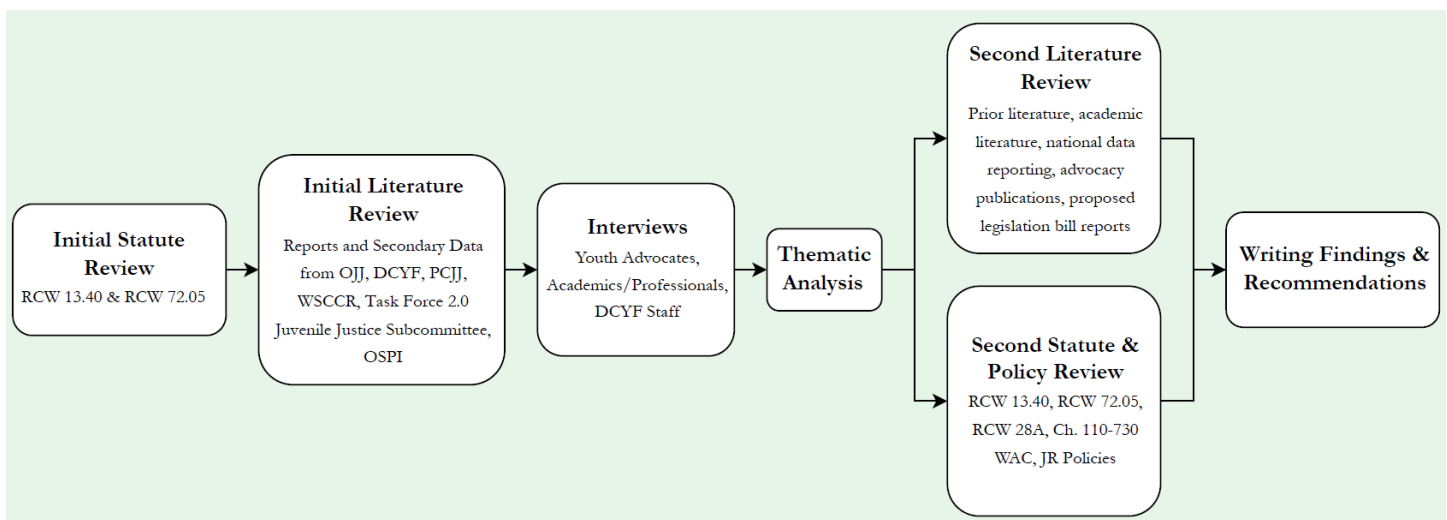 Initial Statute
Review
RCW 13.40 & RCW 72.05
Initial Literature
Review
Reports and Secondary Data
from OJJ, DCYF, PCJJ,
WSCCR, Task Force 2.0
Juvenile Justice Subcommittee,
OSPI
Interviews
Youth Advocates,
Academics/Professionals,
DCYF Staff
Thematic
Analysis
Second Literature
Review
Prior literature, academic
literature, national data
reporting, advocacy
publications, proposed
legislation bill reports
Second Statute &
Policy Review
RCW 13.40, RCW 72.05,
RCW 28A, Ch. 110-730
WAC, JR Policies
Writing Findings &
Recommendations